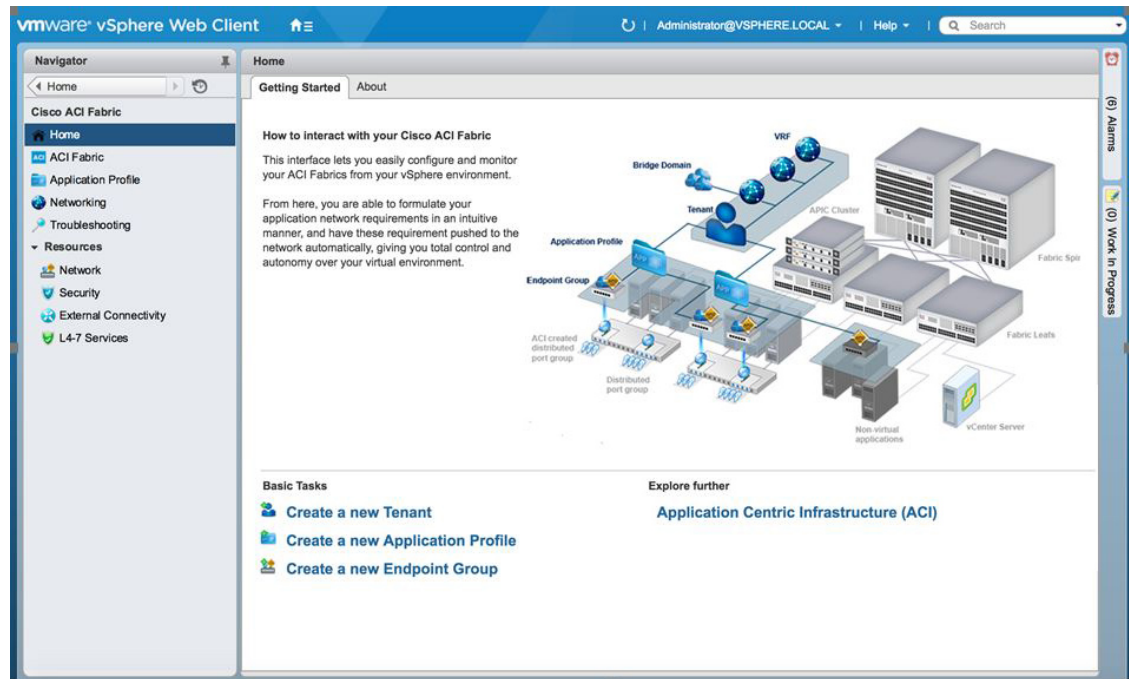 vmware® vSphere Web Client
Administrator@VSPHERE.LOCAL
Help
Search
Navigator
Home
Cisco ACI Fabric
Home
ACI Fabric
Application Profile
Networking
Troubleshooting
Resources
Network
Security
External Connectivity
L4-7 Services
Home
Getting Started
About
How to interact with your Cisco ACI Fabric
This interface lets you easily configure and monitor
your ACI Fabrics from your vSphere environment.
From here, you are able to formulate your
application network requirements in an intuitive
manner, and have these requirement pushed to the
network automatically, giving you total control and
autonomy over your virtual environment.
VRF
Bridge Domain
Tenant
APIC Cluster
Application Profile
Fabric Spin
APP
Endpoint Group
APP
Fabric Leafs
ACI created
distributed
port group
Distributed
port group
Non-virtual
applications
vCenter Server
Basic Tasks
Create a new Tenant
Create a new Application Profile
Create a new Endpoint Group
Explore further
Application Centric Infrastructure (ACI)
(6) Alarms
(0) Work In Progress